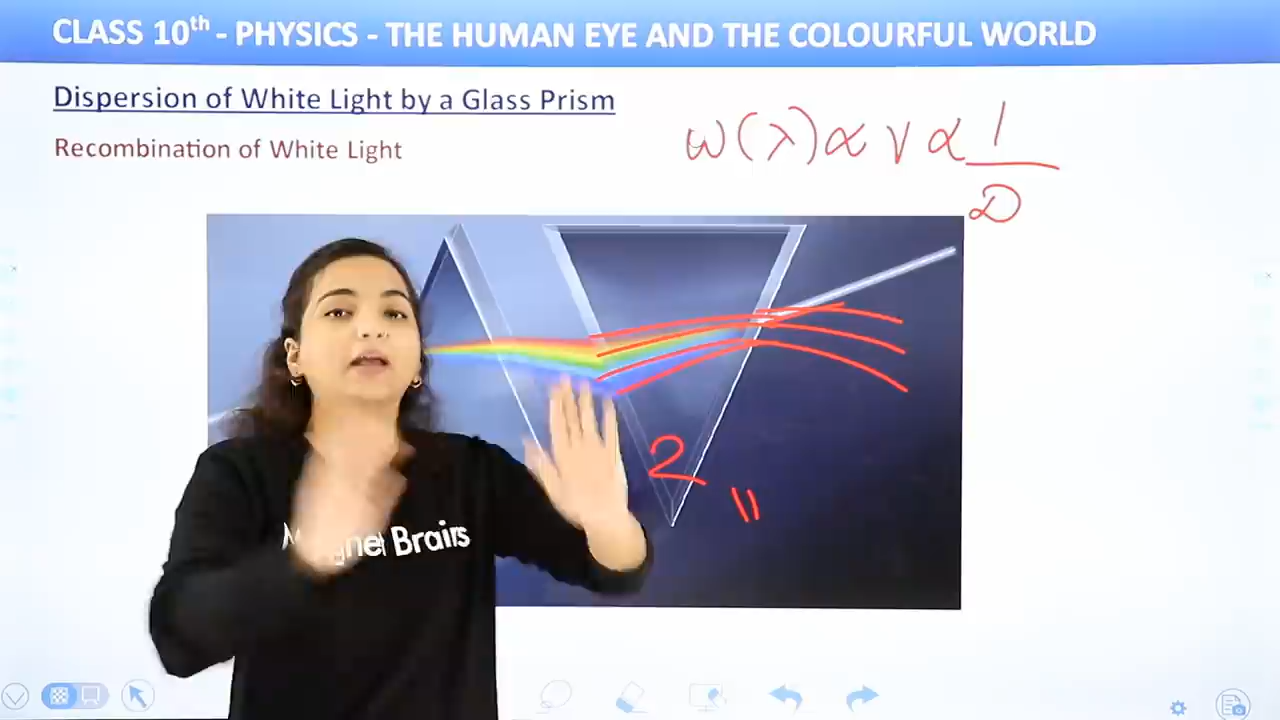 CLASS 10th - PHYSICS - THE HUMAN EYE AND THE COLOURFUL WORLD
Dispersion of White Light by a Glass Prism
Recombination of White Light
ω(λ)∝ v ∝ 1/D
2
Brains